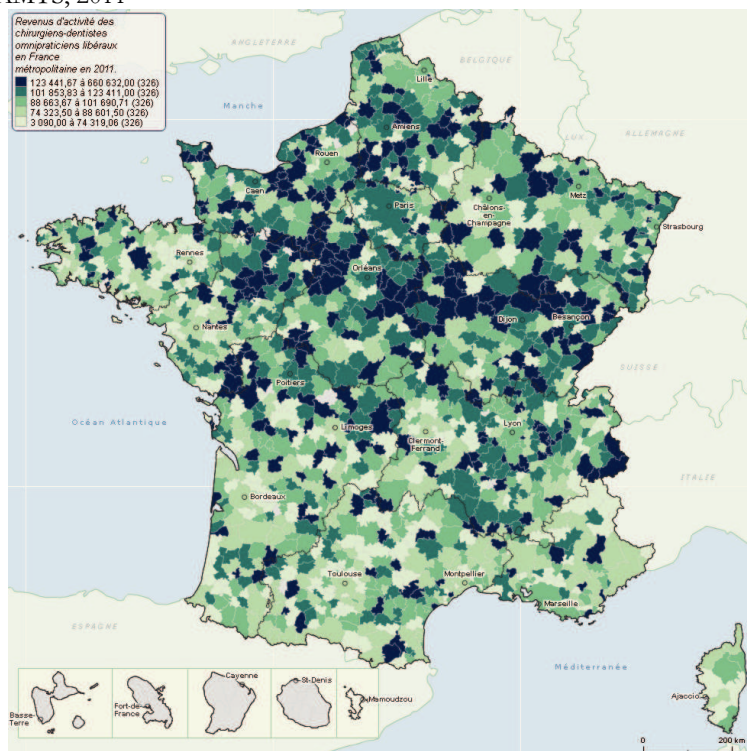 AMTS, 2011
Revenus d'activité des
chirurgiens-dentistes
omnipraticiens libéraux
en France
métropolitaine en 2011.
123 441,67 à 660 632,00 (326)
101 853,83 à 123 411,00 (326)
88 663,67 à 101 690,71 (326)
74 323,50 à 88 601,50 (326)
3 090,00 à 74 319,06 (326)
ANGLETERRE
BELGIQUE
Lille
Manche
Amiens
LUX
ALLEMAGNE
Rouen
Caen
Metz
Paris
Châlons-
en-
Champagne
Strasbourg
Rennes
Orléans
Nantes
Dijon
Besançon
SUISSE
Poitiers
Océan Atlantique
Limoges
Clermont-
Ferrand
Lyon
ITALIE
Bordeaux
Toulouse
Montpellier
Marseille
ESPAGNE
Méditerranée
Ajaccio
Basse-
Terre
Fort-de-
France
Cayenne
St-Denis
Mamoudzou
0 200 km